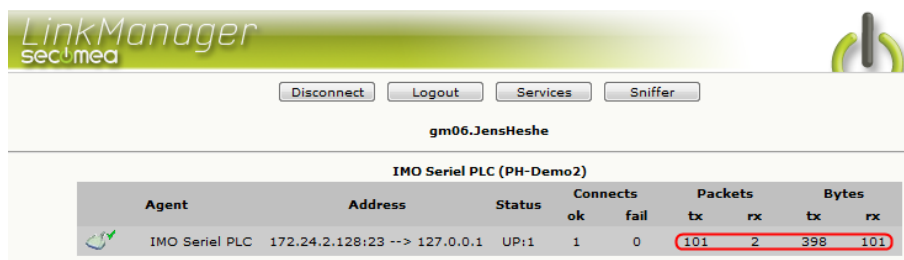 LinkManager
secomea
Disconnect Logout Services Sniffer
gm06.JensHeshe
IMO Seriel PLC (PH-Demo2)
Agent Address Status Connects Packets Bytes
ok fail tx rx tx rx
IMO Seriel PLC 172.24.2.128:23 --> 127.0.0.1 UP:1 1 0 101 2 398 101